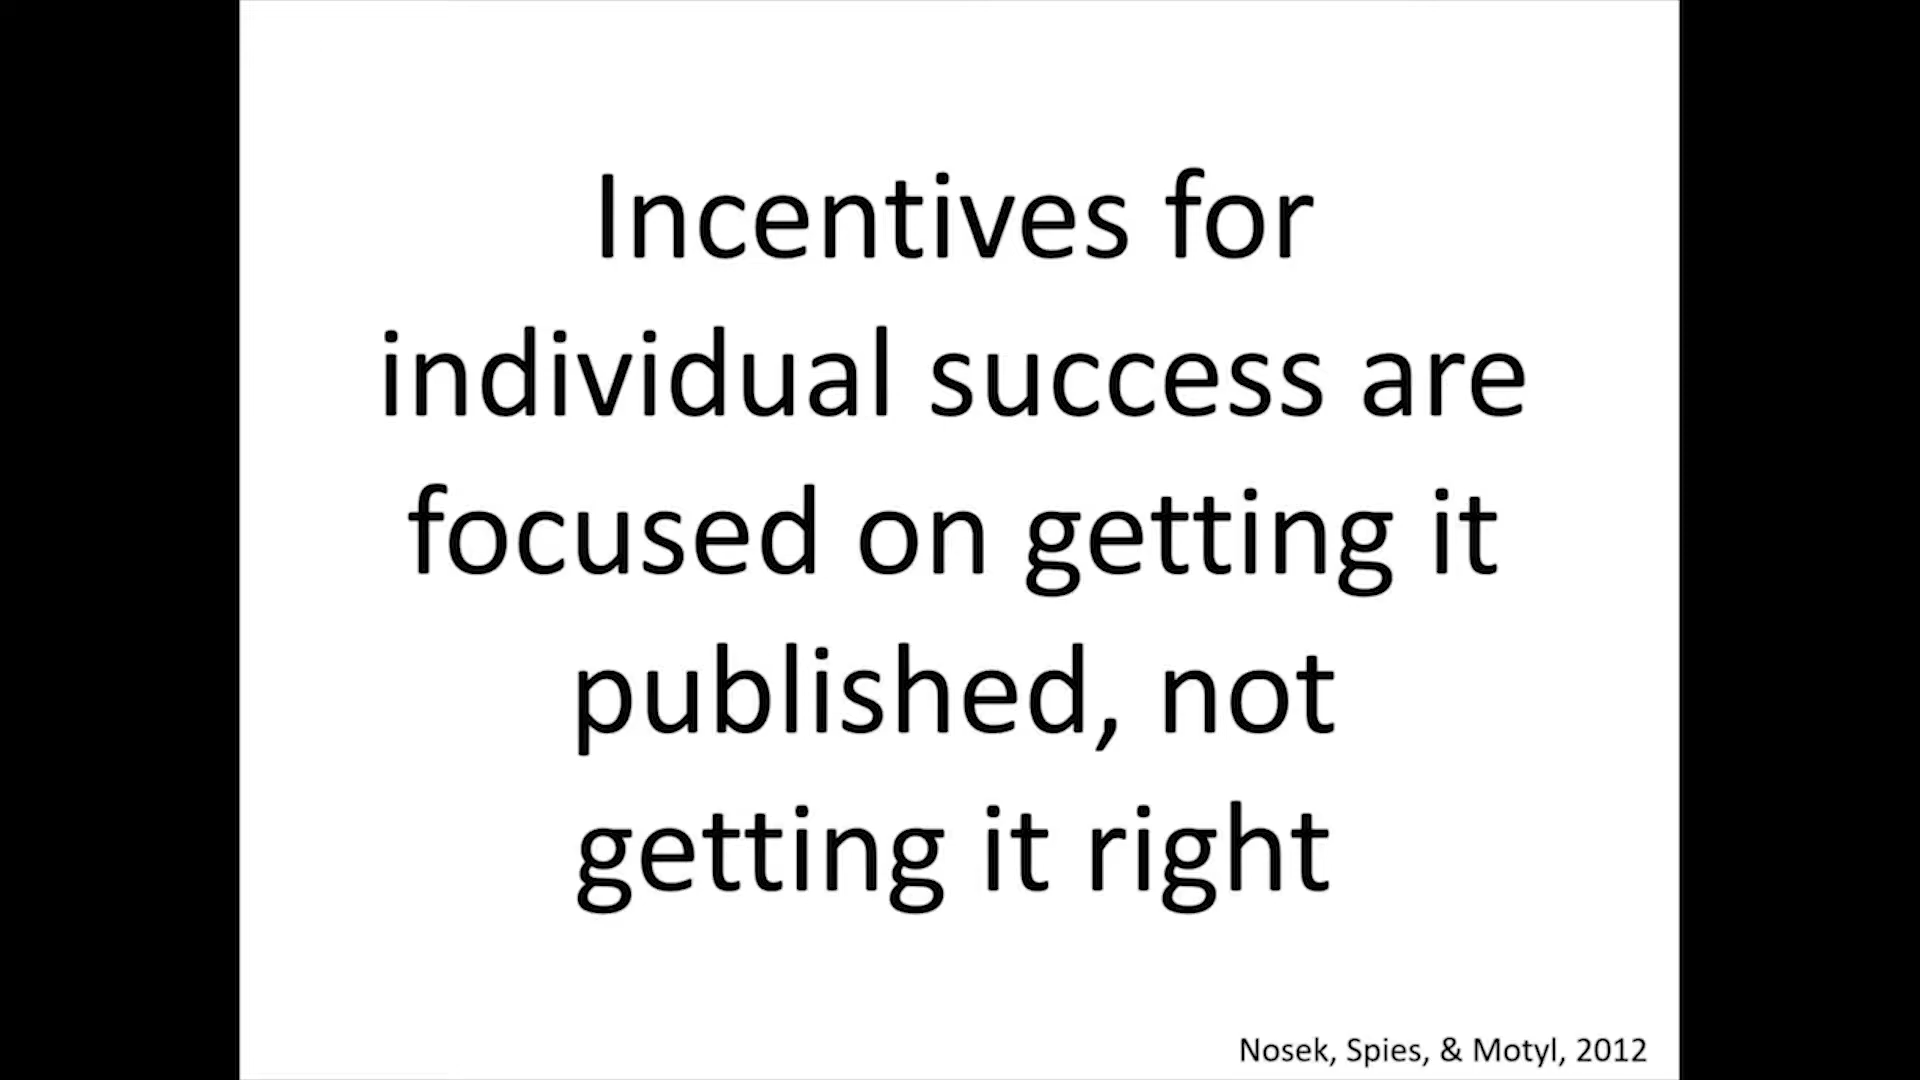 Incentives for
individual success are
focused on getting it
published, not
getting it right
Nosek, Spies, & Motyl, 2012